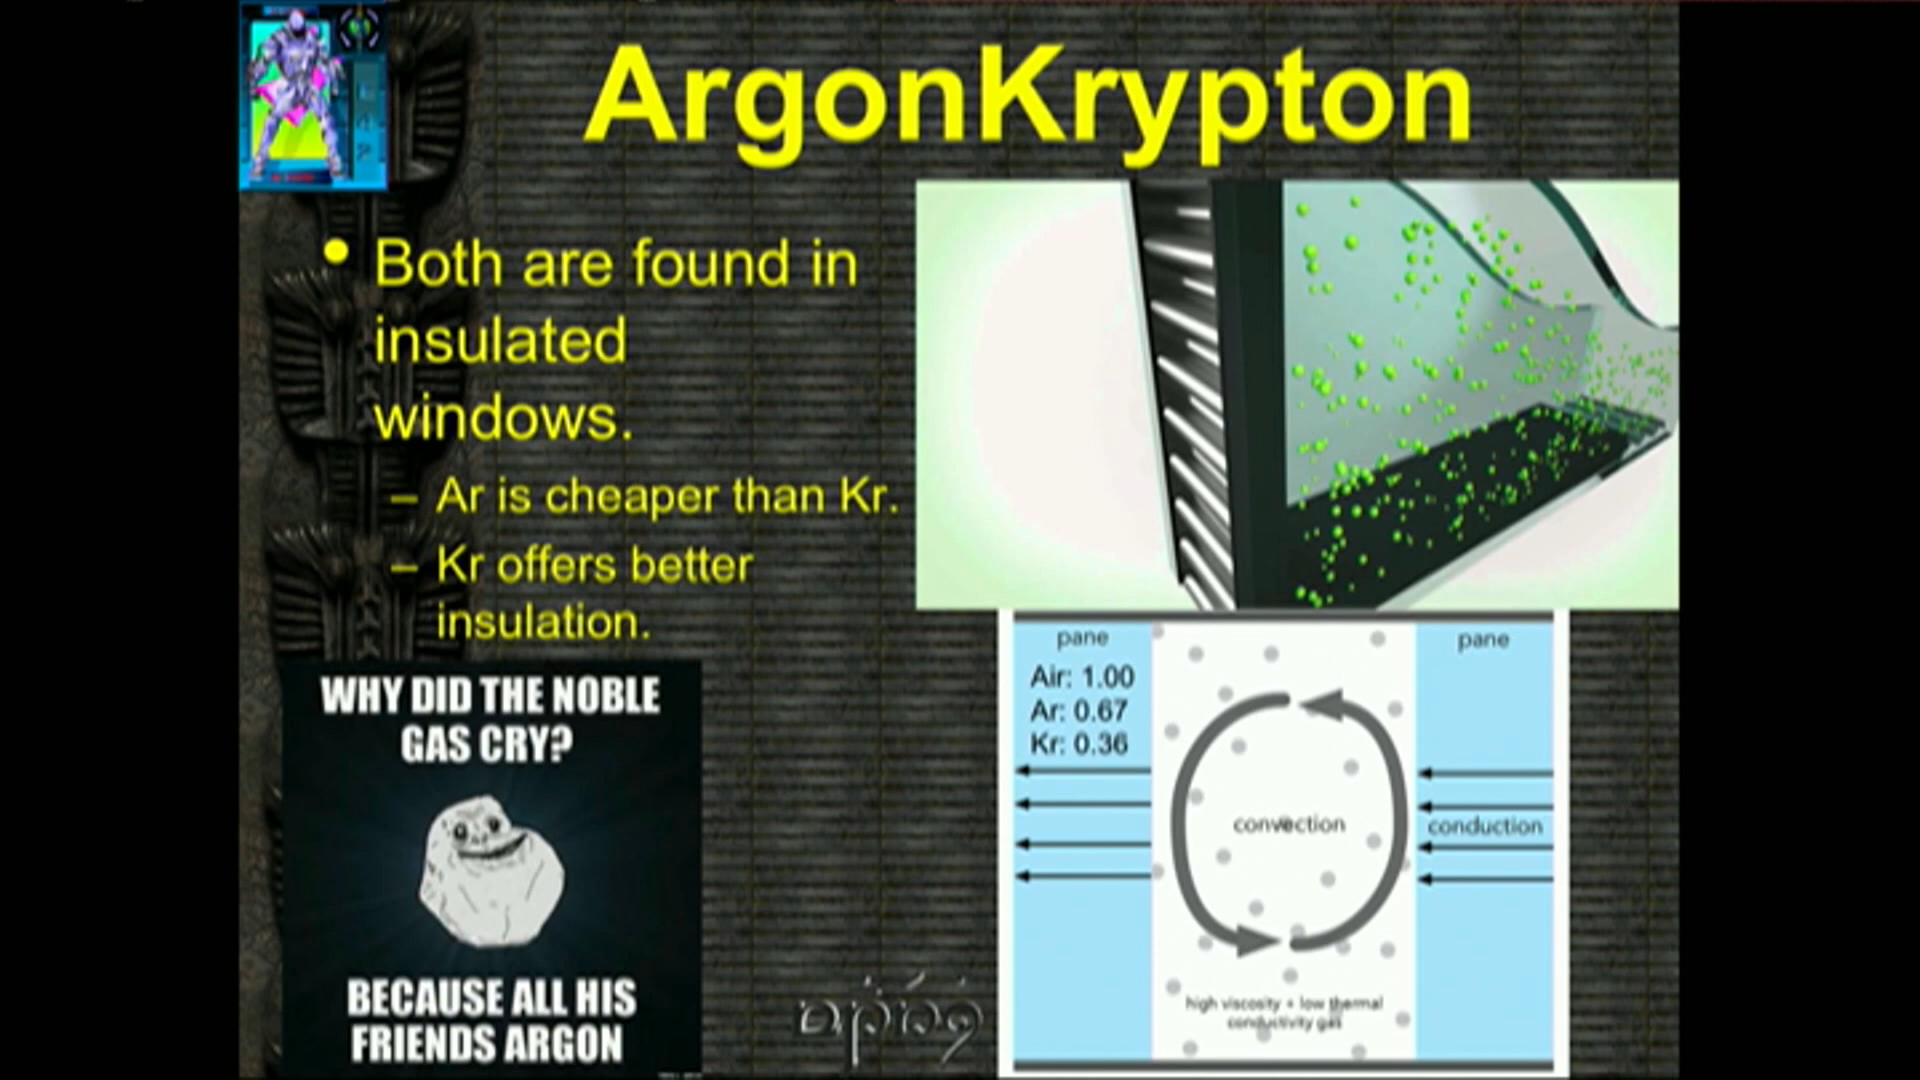 ArgonKrypton
• Both are found in
insulated
windows.
– Ar is cheaper than Kr.
– Kr offers better
insulation.
WHY DID THE NOBLE
GAS CRY?
BECAUSE ALL HIS
FRIENDS ARGON
pane
Air: 1.00
Ar: 0.67
Kr: 0.36
convection
pane
conduction
high viscosity + low thermal
conductivity gas